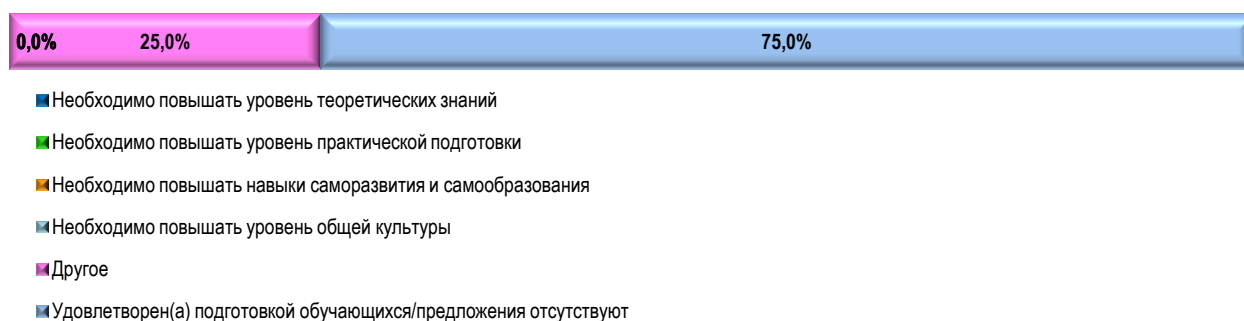 0,0% 25,0% 75,0%
Необходимо повышать уровень теоретических знаний
Необходимо повышать уровень практической подготовки
Необходимо повышать навыки саморазвития и самообразования
Необходимо повышать уровень общей культуры
Другое
Удовлетворен(а) подготовкой обучающихся/предложения отсутствуют